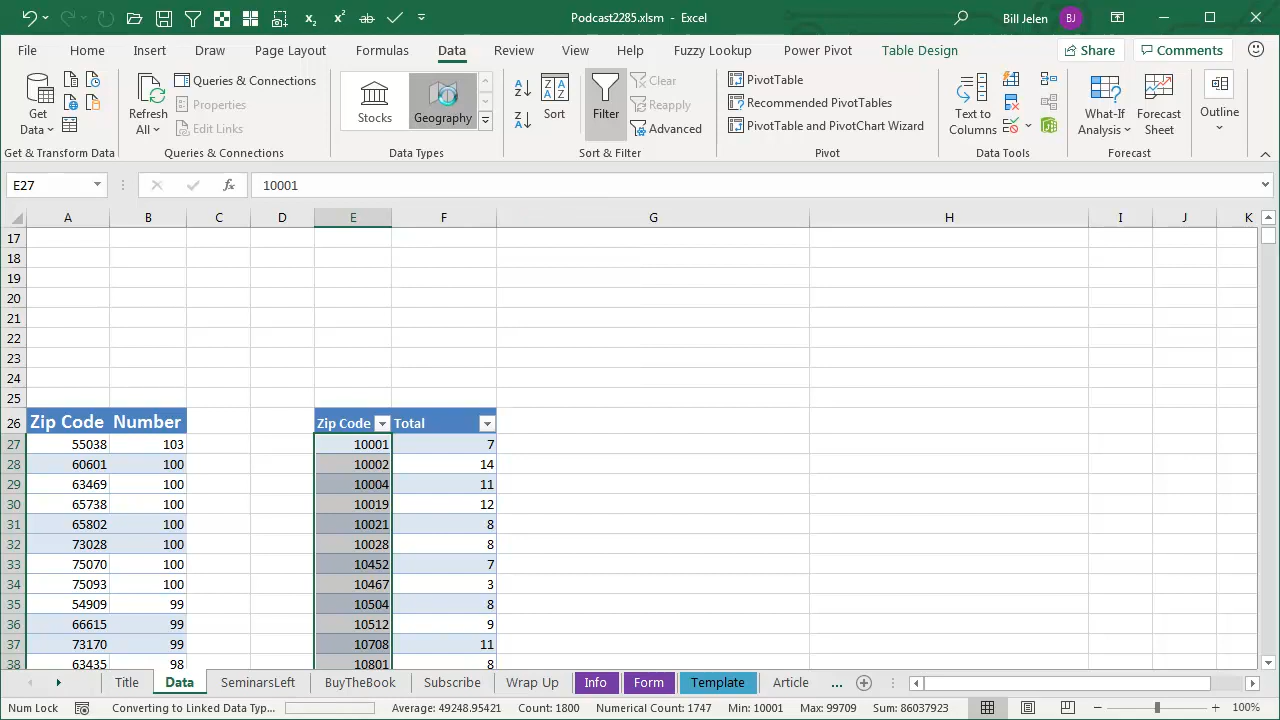 Podcast2285.xlsm - Excel
Bill Jelen BJ
File Home Insert Draw Page Layout Formulas Data Review View Help Fuzzy Lookup Power Pivot Table Design Share Comments
Get Data
Refresh All
Queries & Connections
Properties
Edit Links
Stocks
Geography
Sort
Filter
Clear
Reapply
Advanced
PivotTable
Recommended PivotTables
PivotTable and PivotChart Wizard
Text to Columns
What-If Analysis
Forecast Sheet
Outline
Get & Transform Data Queries & Connections Data Types Sort & Filter Pivot Data Tools Forecast
E27 fx 10001
A B C D E F G H I J K
17
18
19
20
21
22
23
24
25
26 Zip Code Number Zip Code Total
27 55038 103 10001 7
28 60601 100 10002 14
29 63469 100 10004 11
30 65738 100 10019 12
31 65802 100 10021 8
32 73028 100 10028 8
33 75070 100 10452 7
34 75093 100 10467 3
35 54909 99 10504 8
36 66615 99 10512 9
37 73170 99 10708 11
38 63435 98 10801 8
Title Data SeminarsLeft BuyTheBook Subscribe Wrap Up Info Form Template Article ...
Num Lock Converting to Linked Data Typ... Average: 49248.95421 Count: 1800 Numerical Count: 1747 Min: 10001 Max: 99709 Sum: 86037923 100%